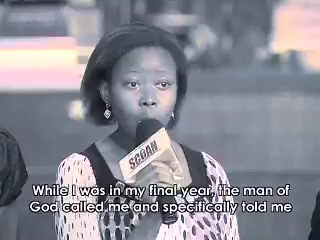 SCOAN
While I was in my final year, the man of
God called me and specifically told me